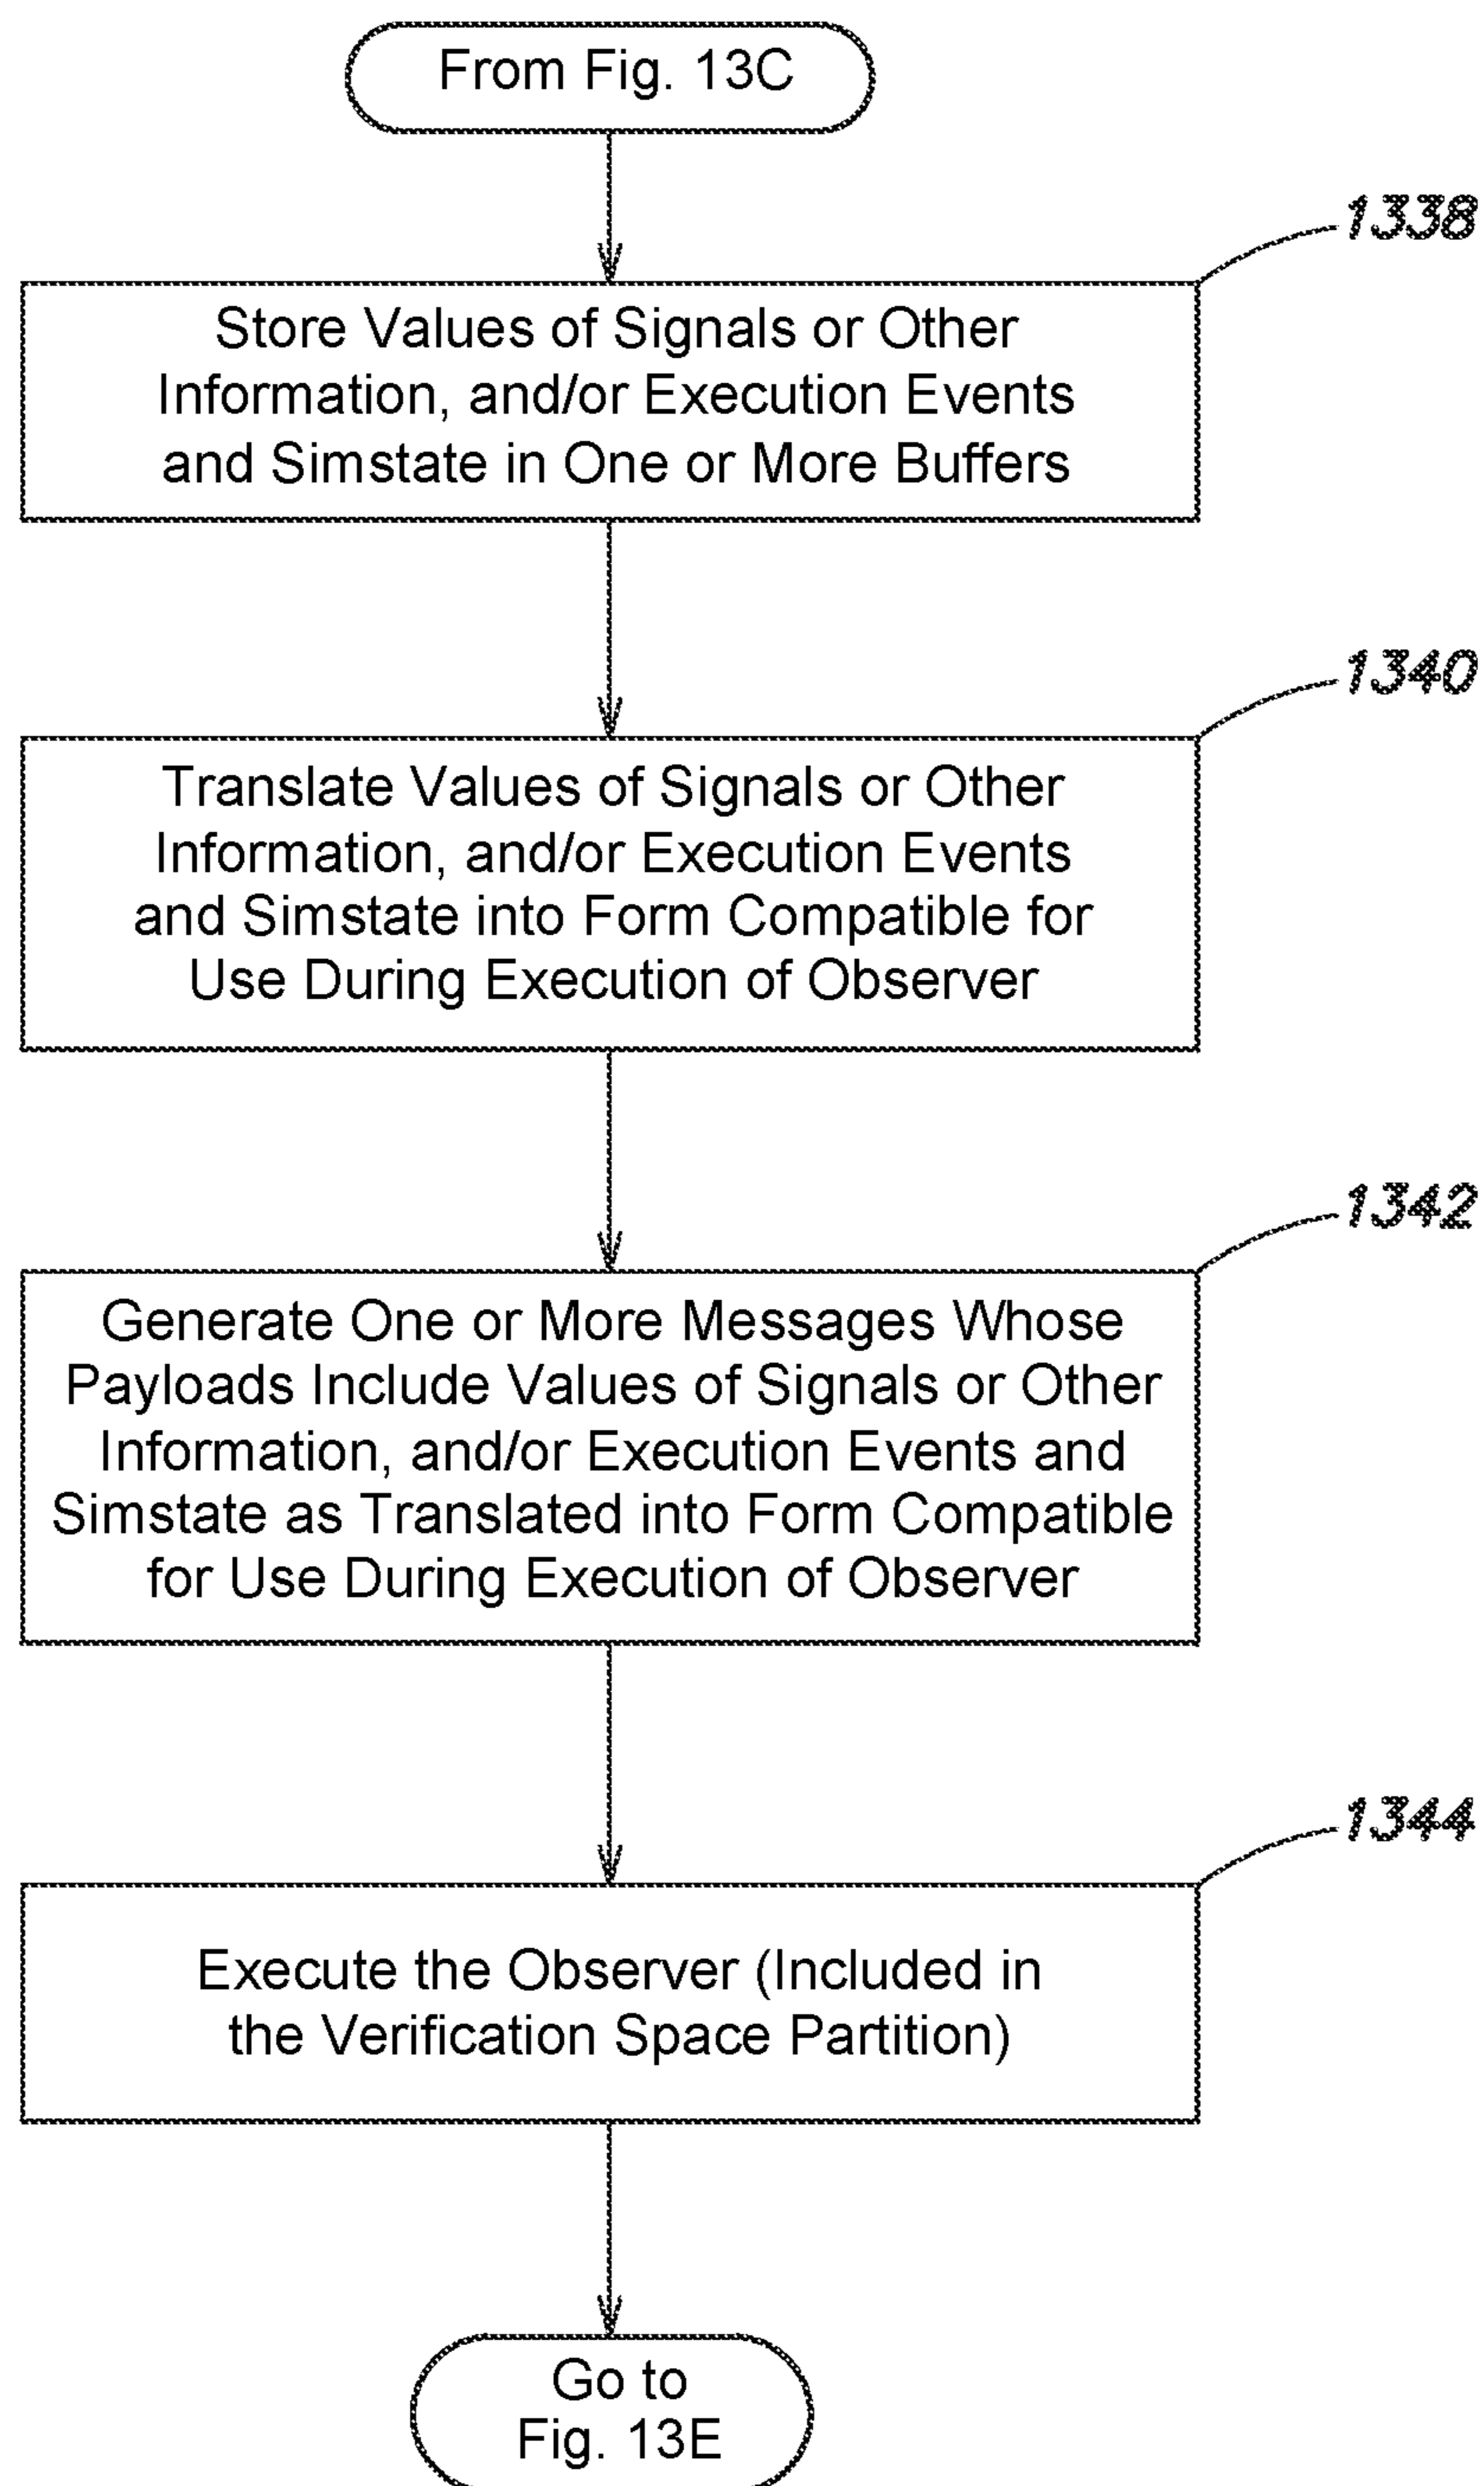 From Fig. 13C
1338
Store Values of Signals or Other
Information, and/or Execution Events
and Simstate in One or More Buffers
1340
Translate Values of Signals or Other
Information, and/or Execution Events
and Simstate into Form Compatible for
Use During Execution of Observer
1342
Generate One or More Messages Whose
Payloads Include Values of Signals or Other
Information, and/or Execution Events and
Simstate as Translated into Form Compatible
for Use During Execution of Observer
1344
Execute the Observer (Included in
the Verification Space Partition)
Go to
Fig. 13E